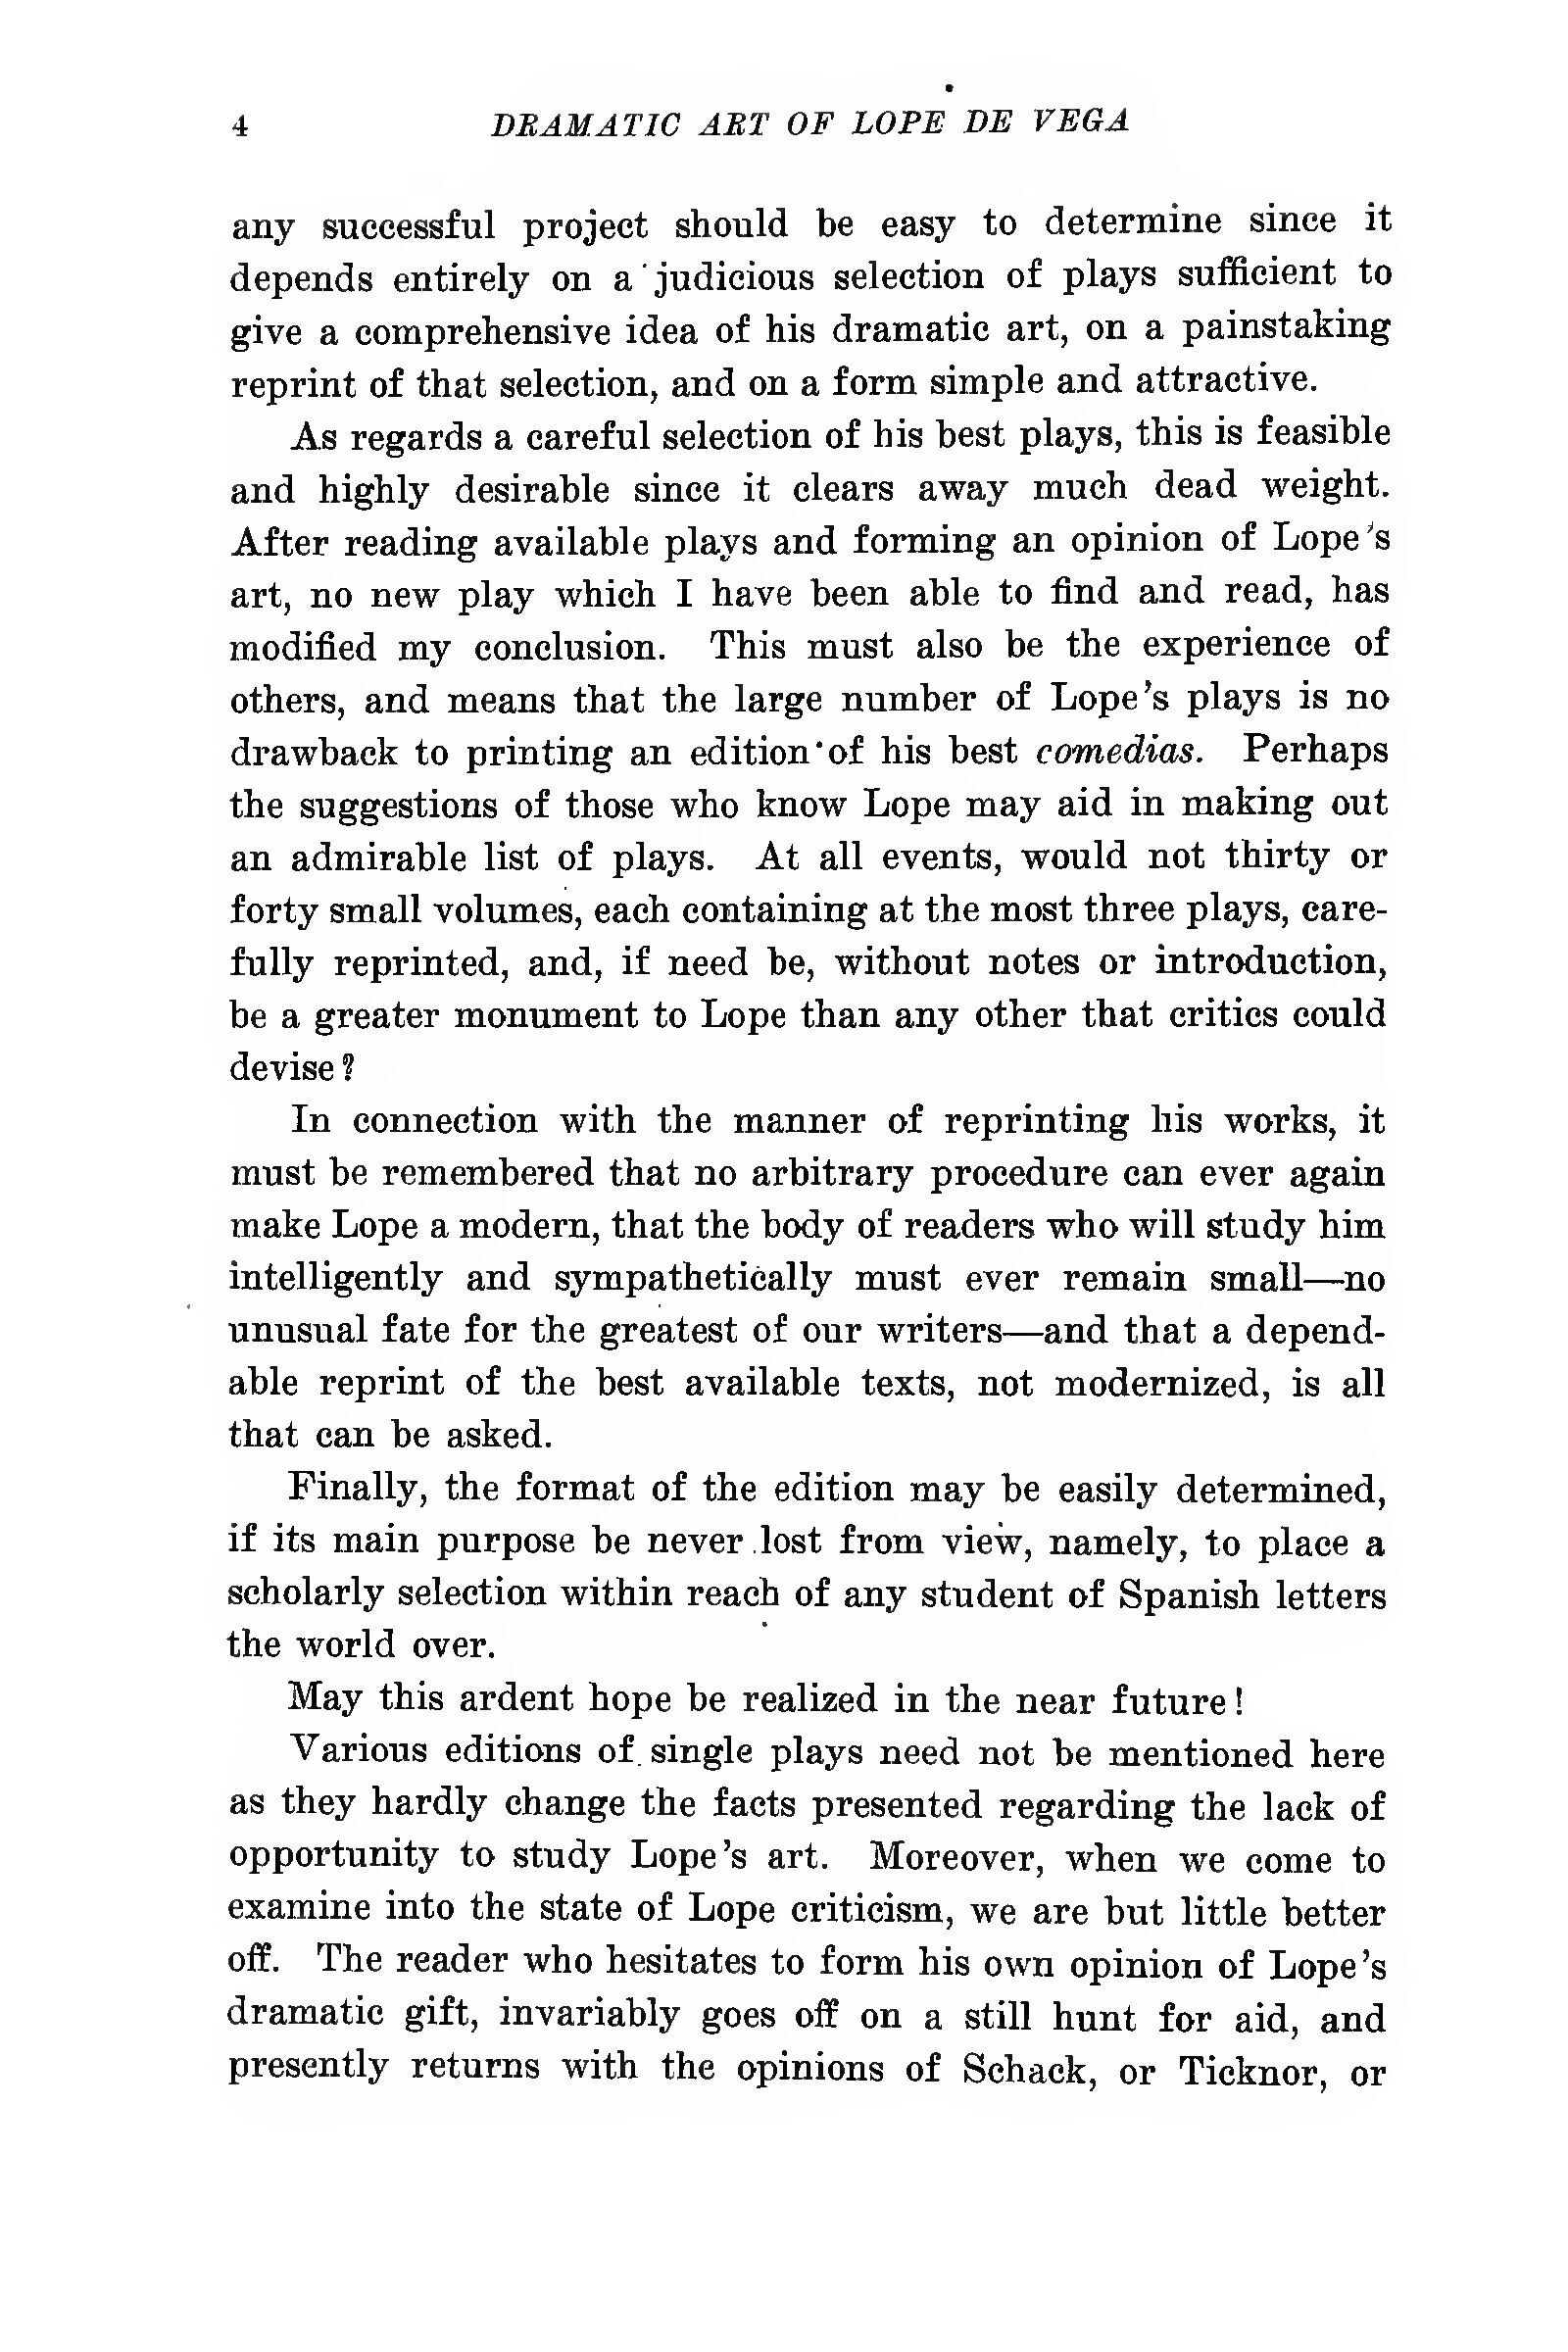 4 DRAMATIC ART OF LOPE DE VEGA
any successful project should be easy to determine since it
depends entirely on a judicious selection of plays sufficient to
give a comprehensive idea of his dramatic art, on a painstaking
reprint of that selection, and on a form simple and attractive.
As regards a careful selection of his best plays, this is feasible
and highly desirable since it clears away much dead weight.
After reading available plays and forming an opinion of Lope's
art, no new play which I have been able to find and read, has
modified my conclusion. This must also be the experience of
others, and means that the large number of Lope's plays is no
drawback to printing an edition of his best comedias. Perhaps
the suggestions of those who know Lope may aid in making out
an admirable list of plays. At all events, would not thirty or
forty small volumes, each containing at the most three plays, care-
fully reprinted, and, if need be, without notes or introduction,
be a greater monument to Lope than any other that critics could
devise?
In connection with the manner of reprinting his works, it
must be remembered that no arbitrary procedure can ever again
make Lope a modern, that the body of readers who will study him
intelligently and sympathetically must ever remain small—no
unusual fate for the greatest of our writers—and that a depend-
able reprint of the best available texts, not modernized, is all
that can be asked.
Finally, the format of the edition may be easily determined,
if its main purpose be never lost from view, namely, to place a
scholarly selection within reach of any student of Spanish letters
the world over.
May this ardent hope be realized in the near future!
Various editions of single plays need not be mentioned here
as they hardly change the facts presented regarding the lack of
opportunity to study Lope's art. Moreover, when we come to
examine into the state of Lope criticism, we are but little better
off. The reader who hesitates to form his own opinion of Lope's
dramatic gift, invariably goes off on a still hunt for aid, and
presently returns with the opinions of Schack, or Ticknor, or